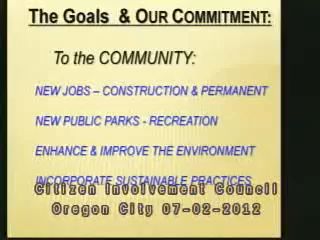 The Goals & OUR COMMITMENT:
To the COMMUNITY:
NEW JOBS – CONSTRUCTION & PERMANENT
NEW PUBLIC PARKS - RECREATION
ENHANCE & IMPROVE THE ENVIRONMENT
INCORPORATE SUSTAINABLE PRACTICES
Citizen Involvement Council
Oregon City 07-02-2012